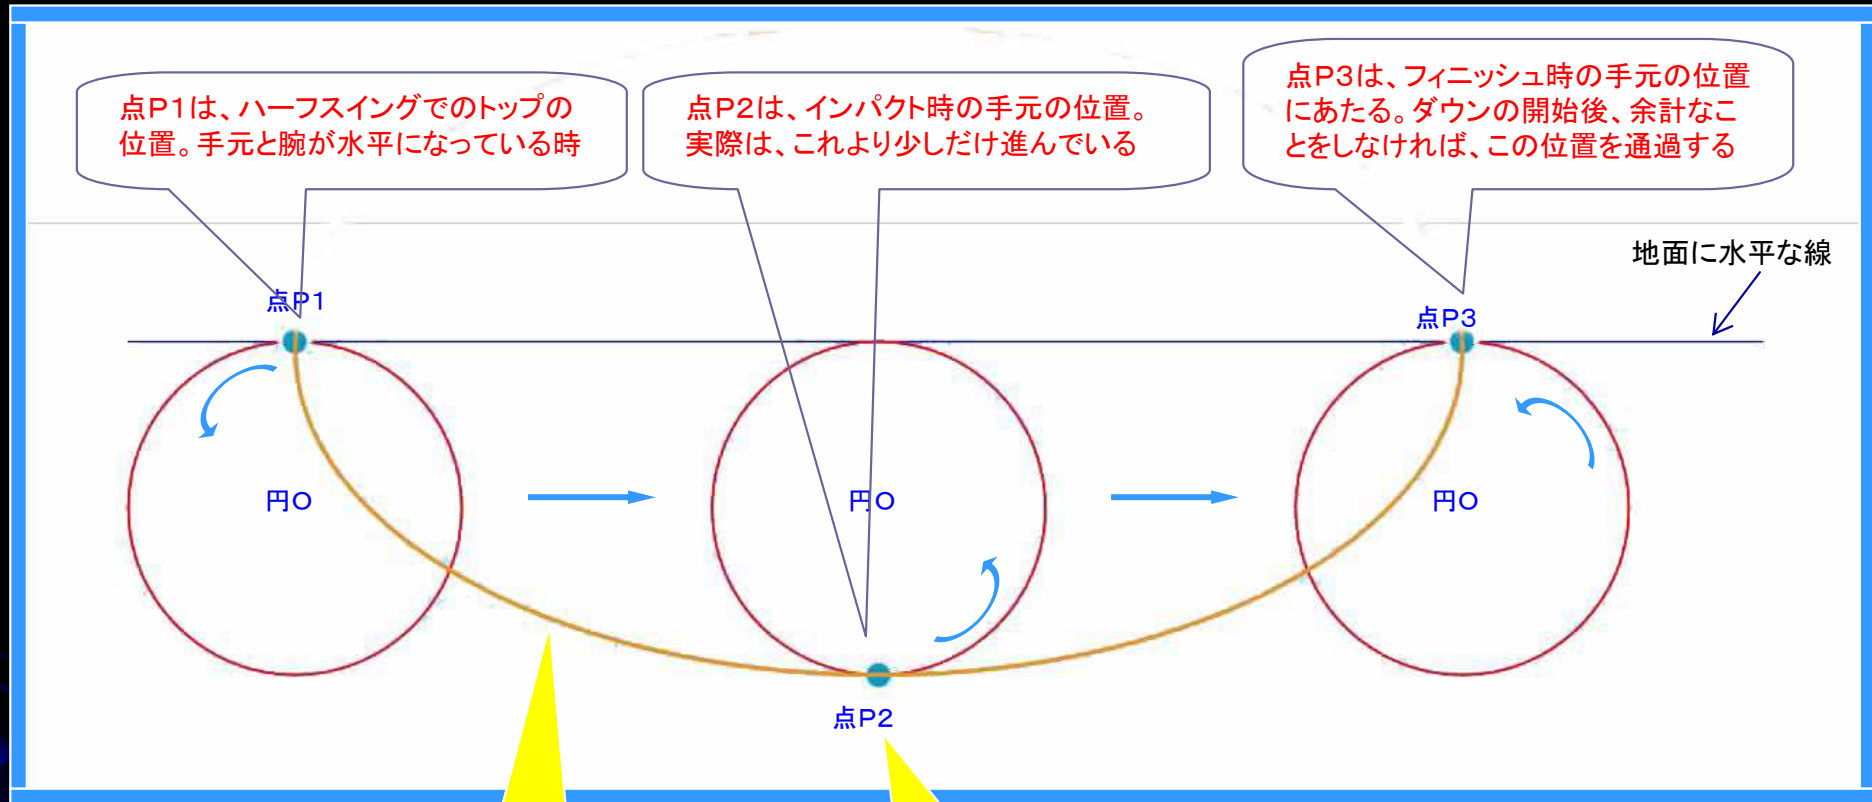 点P1は、ハーフスイングでのトップの
位置。手元と腕が水平になっている時
点P2は、インパクト時の手元の位置。
実際は、これより少しだけ進んでいる
点P3は、フィニッシュ時の手元の位置
にあたる。ダウンの開始後、余計なこ
とをしなければ、この位置を通過する
地面に水平な線
点P1
点P3
円O
円O
円O
点P2